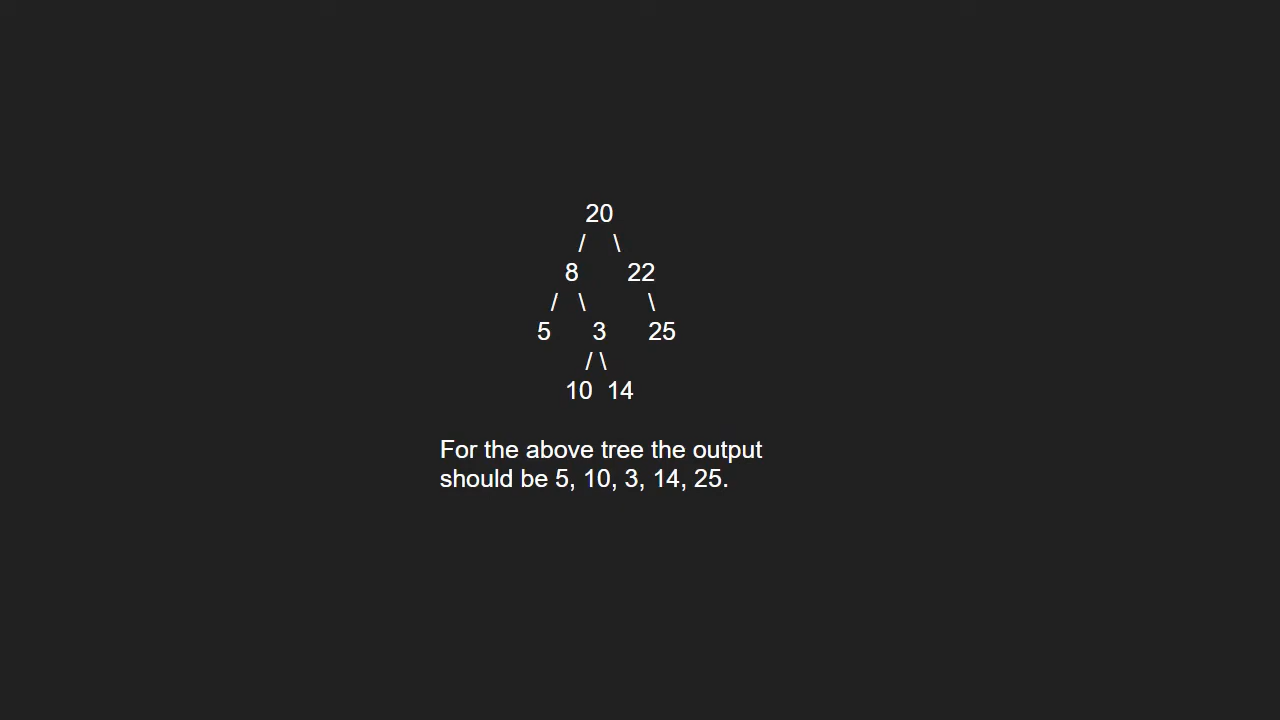 20
/ \
8 22
/ \ \
5 3 25
/ \
10 14
For the above tree the output
should be 5, 10, 3, 14, 25.